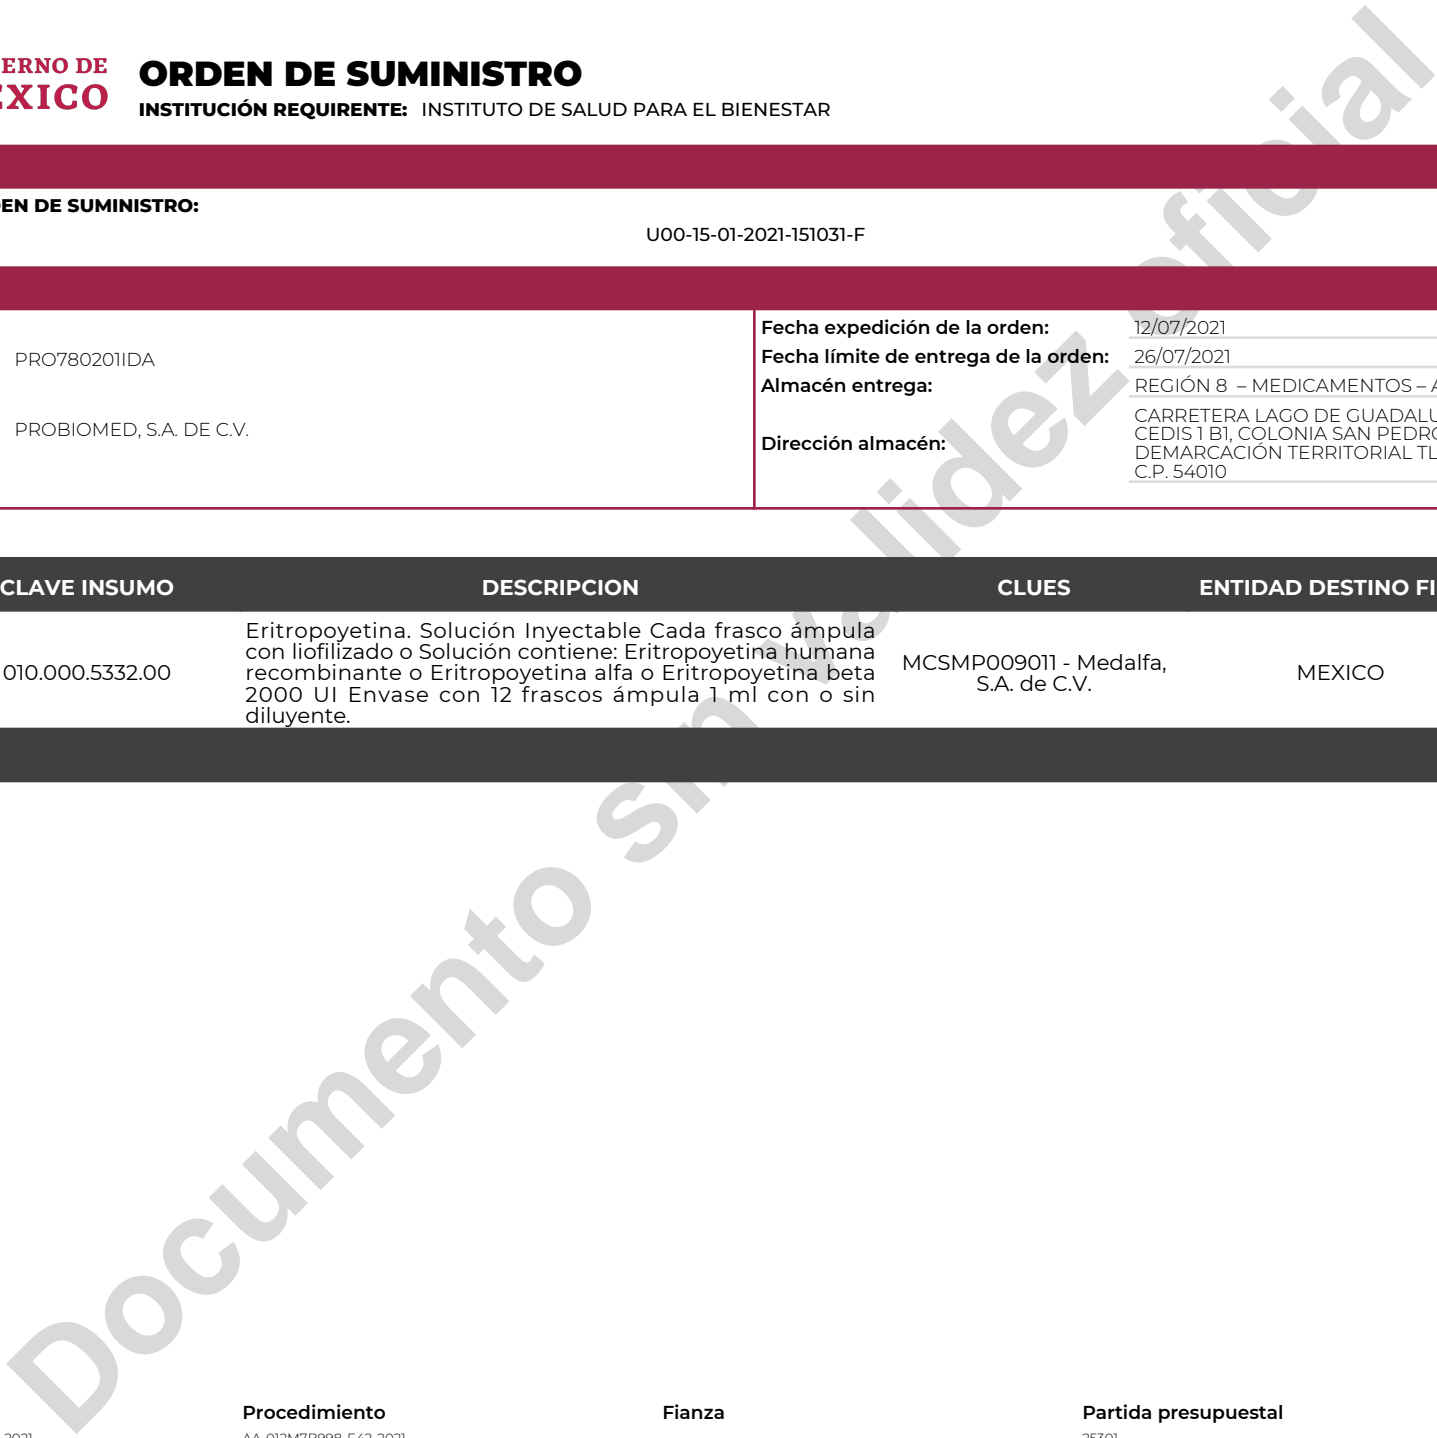 ERNO DE
ORDEN DE SUMINISTRO
INSTITUCIÓN REQUIRENTE: INSTITUTO DE SALUD PARA EL BIENESTAR
EN DE SUMINISTRO:
U00-15-01-2021-151031-F
PRO780201IDA
PROBIOMED, S.A. DE C.V.
Fecha expedición de la orden: 12/07/2021
Fecha límite de entrega de la orden: 26/07/2021
Almacén entrega: REGIÓN 8 – MEDICAMENTOS – A
Dirección almacén:
CARRETERA LAGO DE GUADALU
CEDIS 1 B1, COLONIA SAN PEDRO
DEMARCACIÓN TERRITORIAL TL
C.P. 54010
CLAVE INSUMO DESCRIPCION CLUES ENTIDAD DESTINO FI
010.000.5332.00
Eritropoyetina. Solución Inyectable Cada frasco ámpula
con liofilizado o Solución contiene: Eritropoyetina humana
recombinante o Eritropoyetina alfa o Eritropoyetina beta
2000 UI Envase con 12 frascos ámpula 1 ml con o sin
diluyente.
MCSMP009011 - Medalfa,
S.A. de C.V.
MEXICO
Documento sin validez oficial
Procedimiento Fianza Partida presupuestal